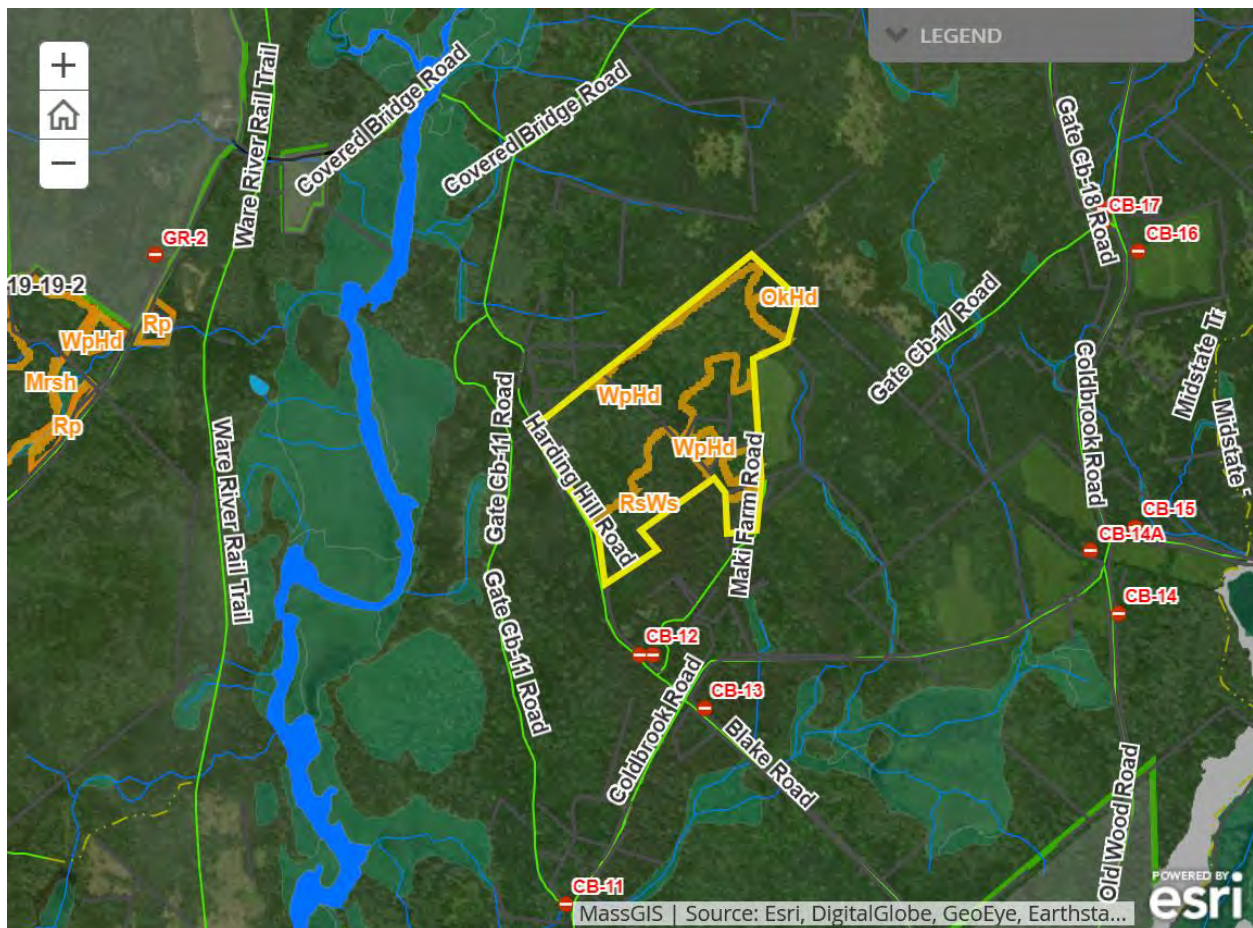 LEGEND
+
−
Covered Bridge Road
Covered Bridge Road
Ware River Rail Trail
Gate Cb-18 Road
CB-17
CB-16
GR-2
19-19-2
WpHd
Rp
Mrsh
Rp
OkHd
WpHd
WpHd
RsWs
Gate Cb-17 Road
Midstate Tr
Midstate
Coldbrook Road
Gate Cb-11 Road
Harding Hill Road
Maki Farm Road
Ware River Rail Trail
CB-15
CB-14A
CB-14
Gate Cb-11 Road
CB-12
CB-13
Coldbrook Road
Blake Road
Old Wood Road
CB-11
MassGIS | Source: Esri, DigitalGlobe, GeoEye, Earthsta...
POWERED BY
esri